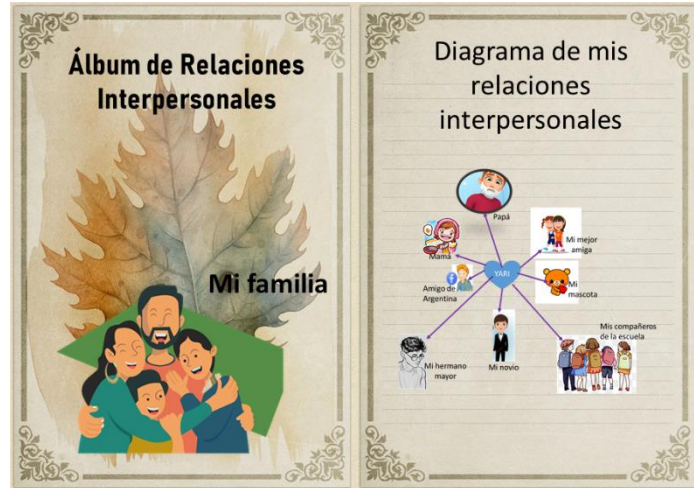 Álbum de Relaciones
Interpersonales
Mi familia
Diagrama de mis
relaciones
interpersonales
Papá
Mamá
Mi mejor
amiga
YARI
Amigo de
Argentina
Mi
mascota
Mi hermano
mayor
Mi novio
Mis compañeros
de la escuela